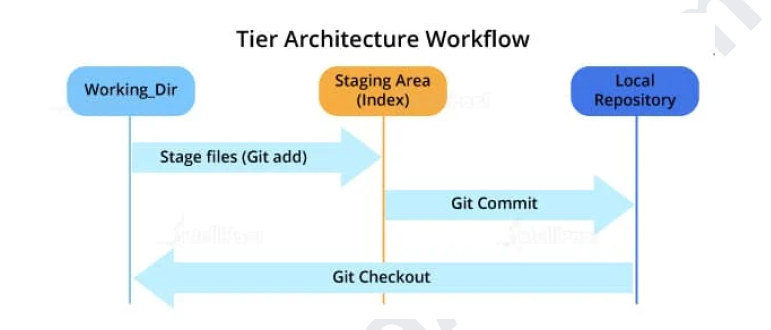 Tier Architecture Workflow
Working_Dir
Staging Area
(Index)
Local
Repository
Stage files (Git add)
Git Commit
Git Checkout